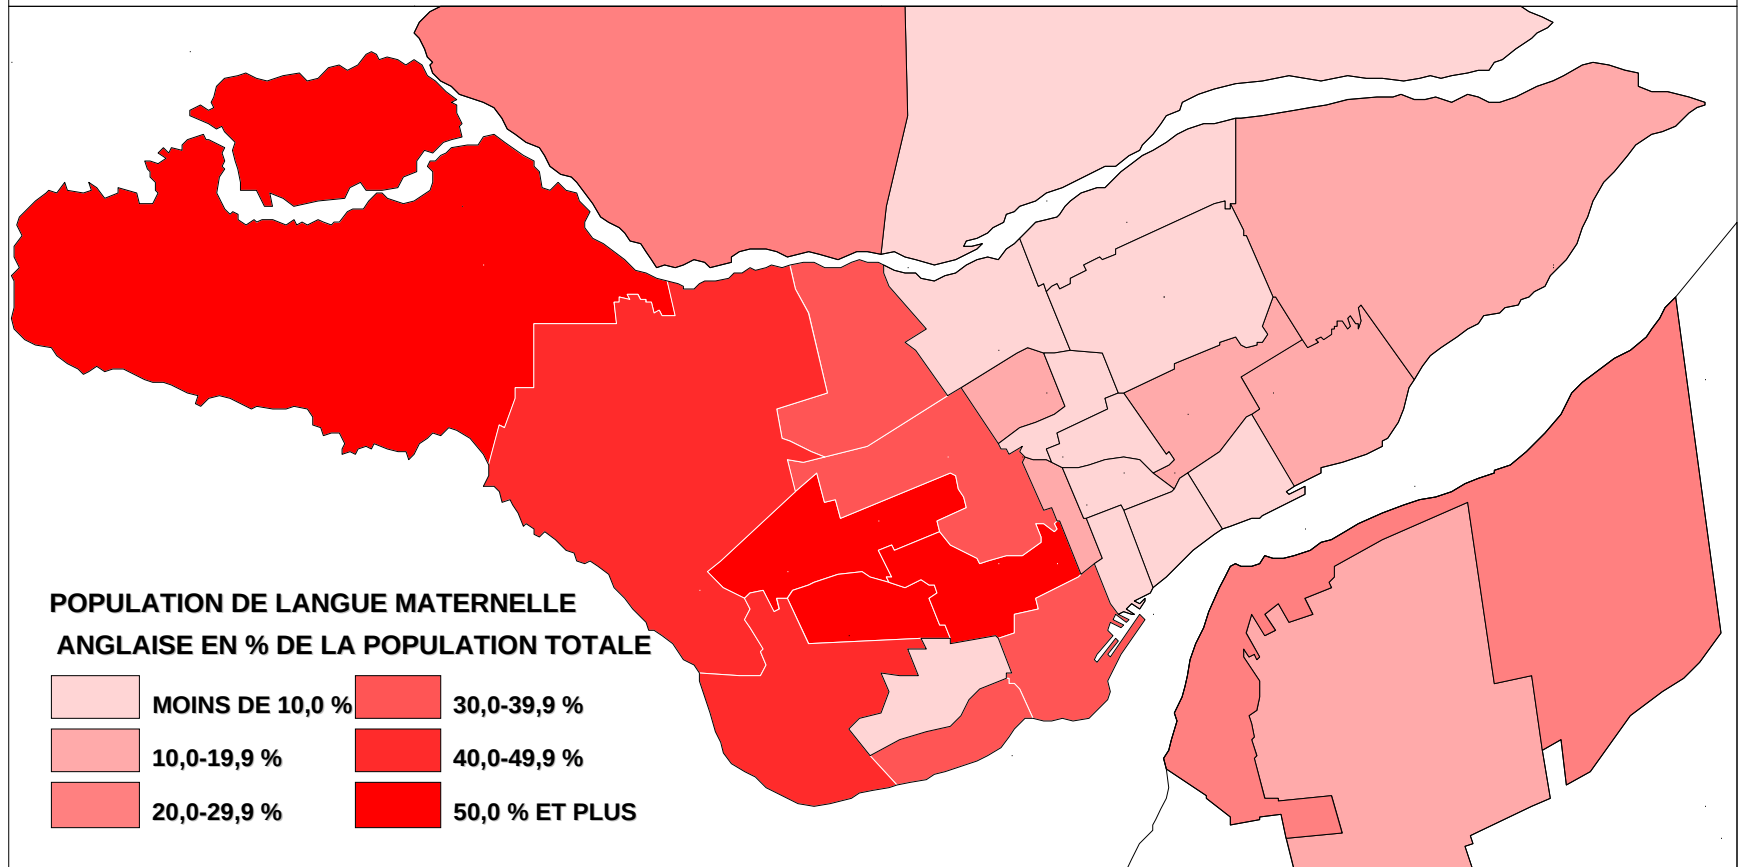 POPULATION DE LANGUE MATERNELLE
ANGLAISE EN % DE LA POPULATION TOTALE
MOINS DE 10,0 %
30,0-39,9 %
10,0-19,9 %
40,0-49,9 %
20,0-29,9 %
50,0 % ET PLUS